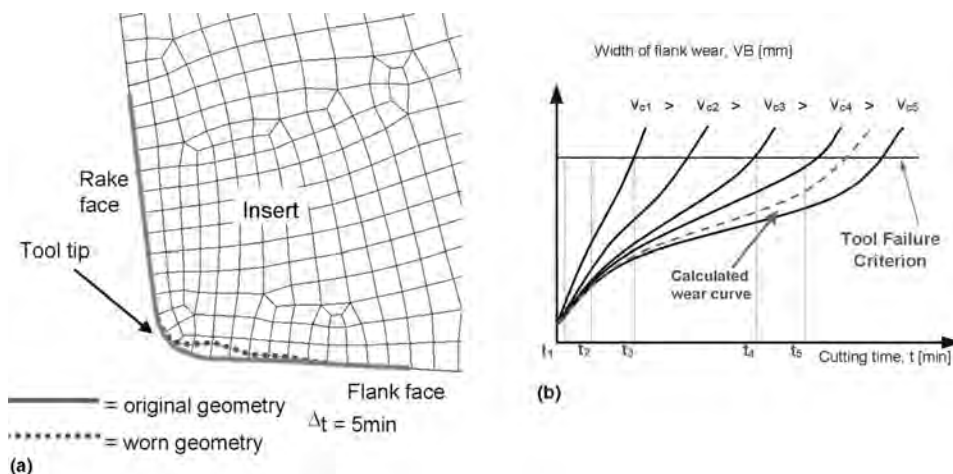 Rake
face
Tool tip
Insert
Flank face
= original geometry
Δt = 5min
= worn geometry
(a)
Width of flank wear, VB [mm]
Vc1 > Vc2 > Vc3 > Vc4 > Vc5
Tool Failure
Criterion
Calculated
wear curve
t1 t2 t3 t4 t5 Cutting time, t [min]
(b)